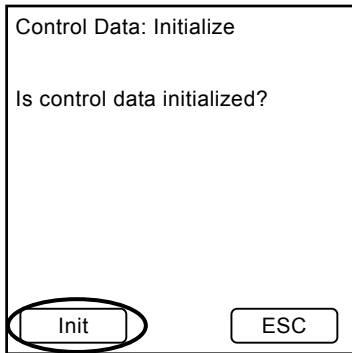 Control Data: Initialize
Is control data initialized?
Init ESC